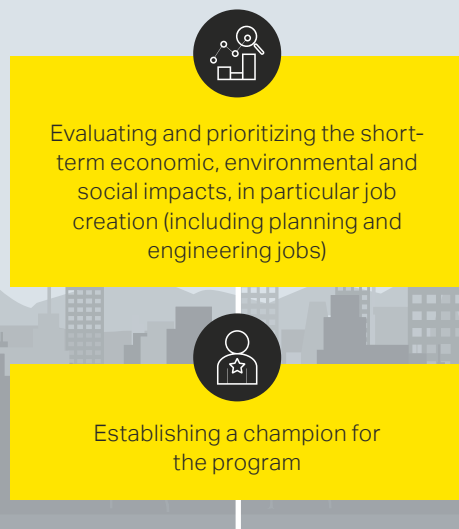 Evaluating and prioritizing the short-
term economic, environmental and
social impacts, in particular job
creation (including planning and
engineering jobs)
Establishing a champion for
the program